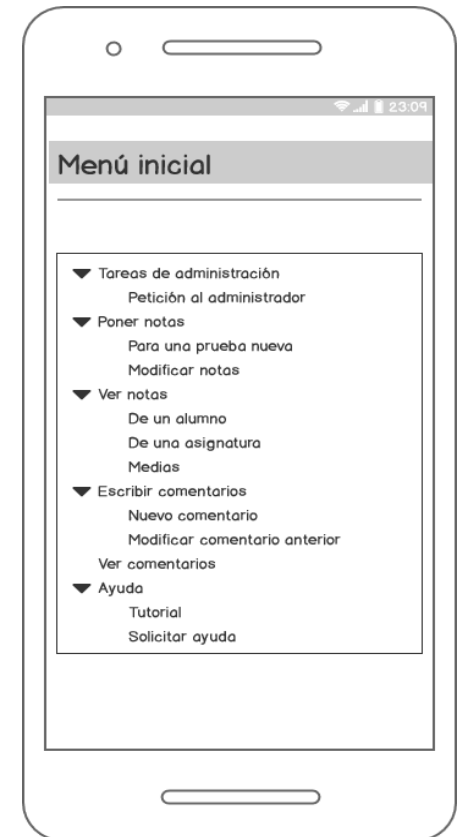 23:09
Menú inicial
Tareas de administración
Petición al administrador
Poner notas
Para una prueba nueva
Modificar notas
Ver notas
De un alumno
De una asignatura
Medias
Escribir comentarios
Nuevo comentario
Modificar comentario anterior
Ver comentarios
Ayuda
Tutorial
Solicitar ayuda